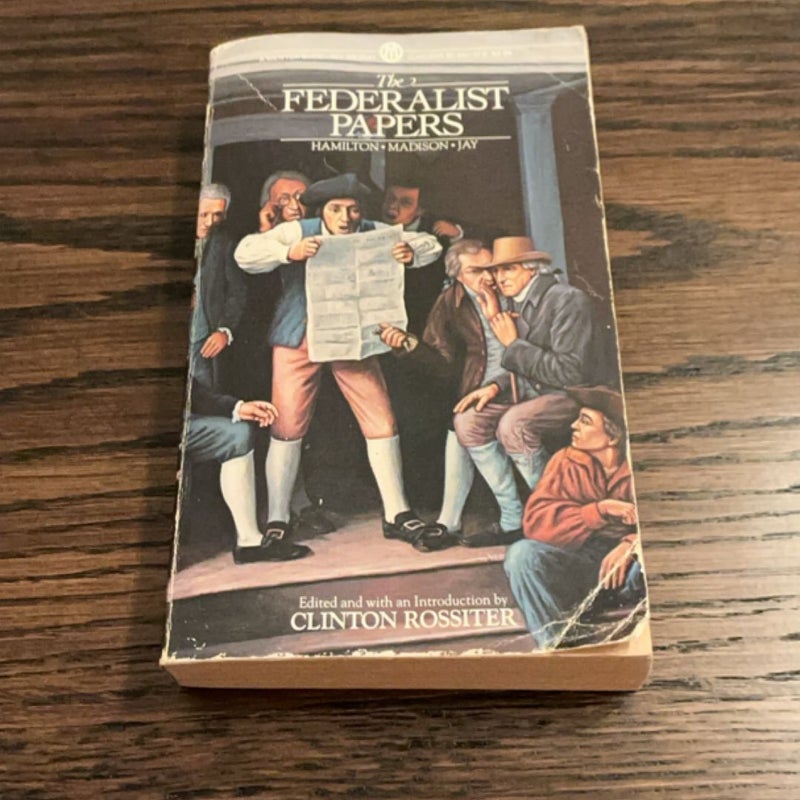 The
FEDERALIST
PAPERS
HAMILTON • MADISON • JAY
Edited and with an Introduction by
CLINTON ROSSITER